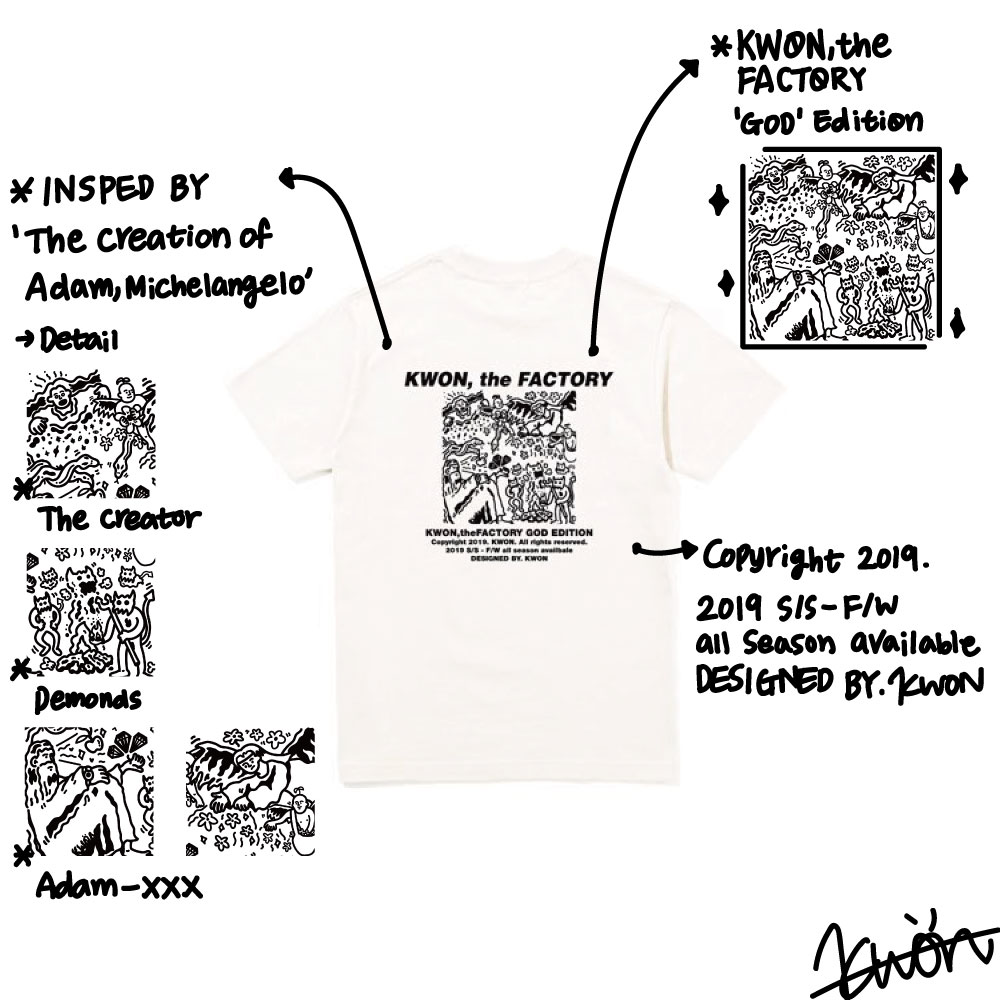 *KWON,the
FACTORY
'GOD' Edition
* INSPED BY
'The creation of
Adam, Michelangelo'
→ Detail
*
The creator
*
Demonds
*
Adam-XXX
KWON, the FACTORY
KWON,theFACTORY GOD EDITION
Copyright 2019. KWON. All rights reserved.
2019 S/S - F/W all season availbale
DESIGNED BY. KWON
Copyright 2019.
2019 S/S-F/W
all season available
DESIGNED BY. KWON
Kwön